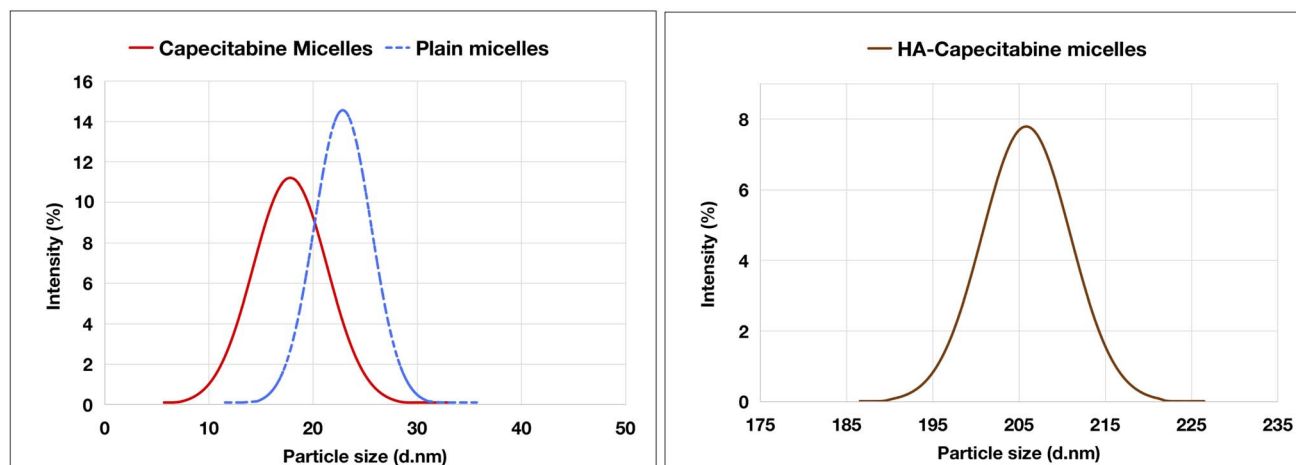 Capecitabine Micelles Plain micelles
16
14
12
10
8
6
4
2
0
Intensity (%)
0 10 20 30 40 50
Particle size (d.nm)
HA-Capecitabine micelles
8
6
4
2
0
Intensity (%)
175 185 195 205 215 225 235
Particle size (d.nm)